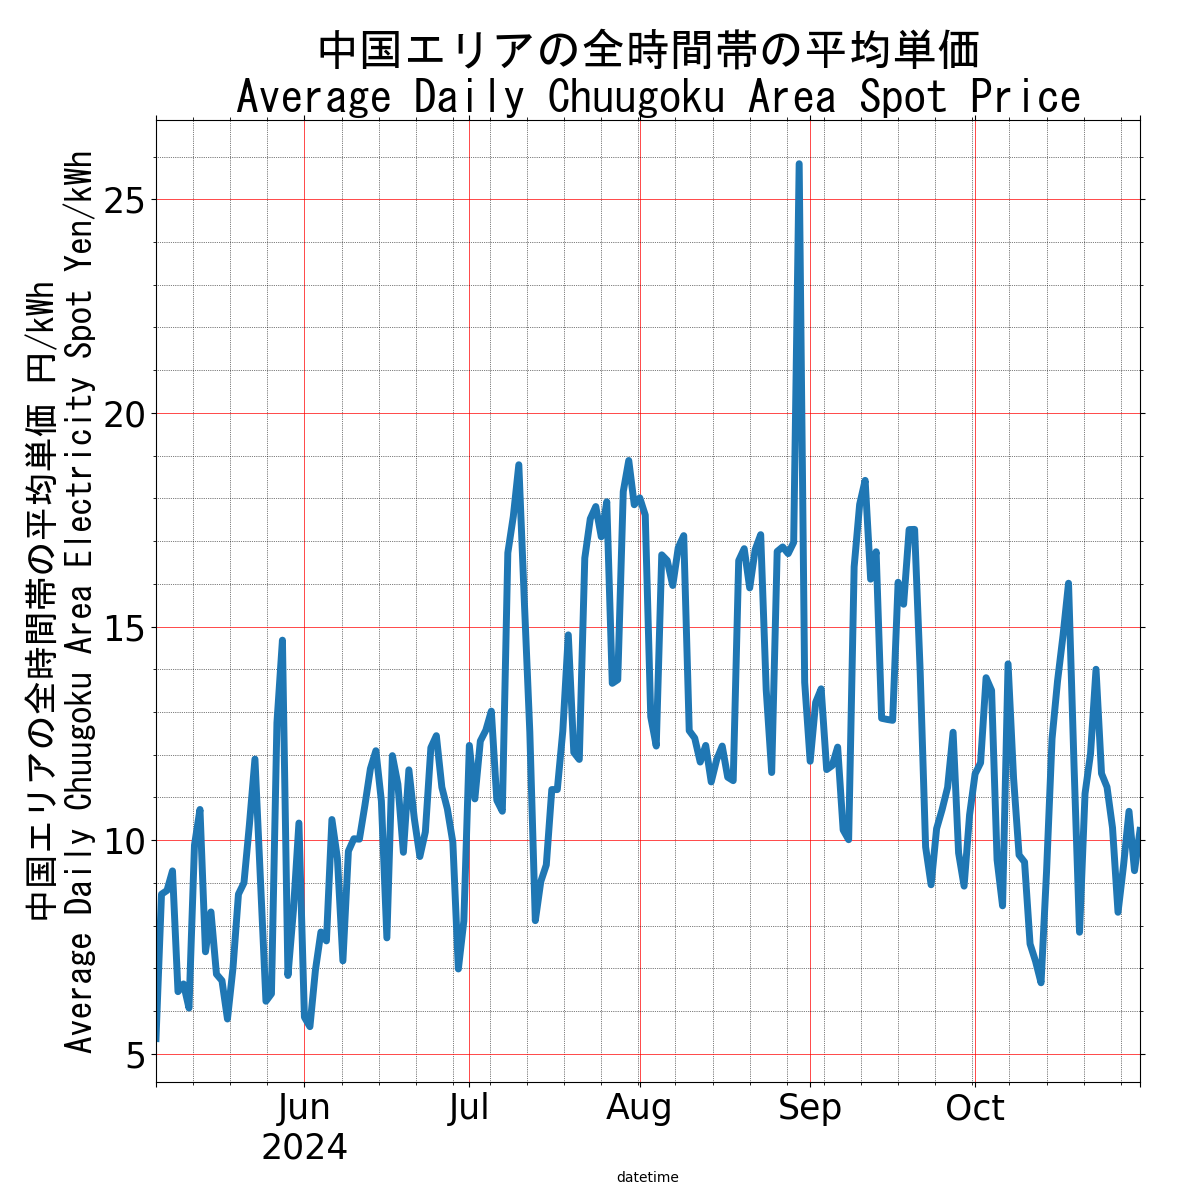 中国エリアの全時間帯の平均単価
Average Daily Chuugoku Area Spot Price
中国エリアの全時間帯の平均単価 円/kWh
Average Daily Chuugoku Area Electricity Spot Yen/kWh
25
20
15
10
5
Jun
2024
Jul
Aug
Sep
Oct
datetime